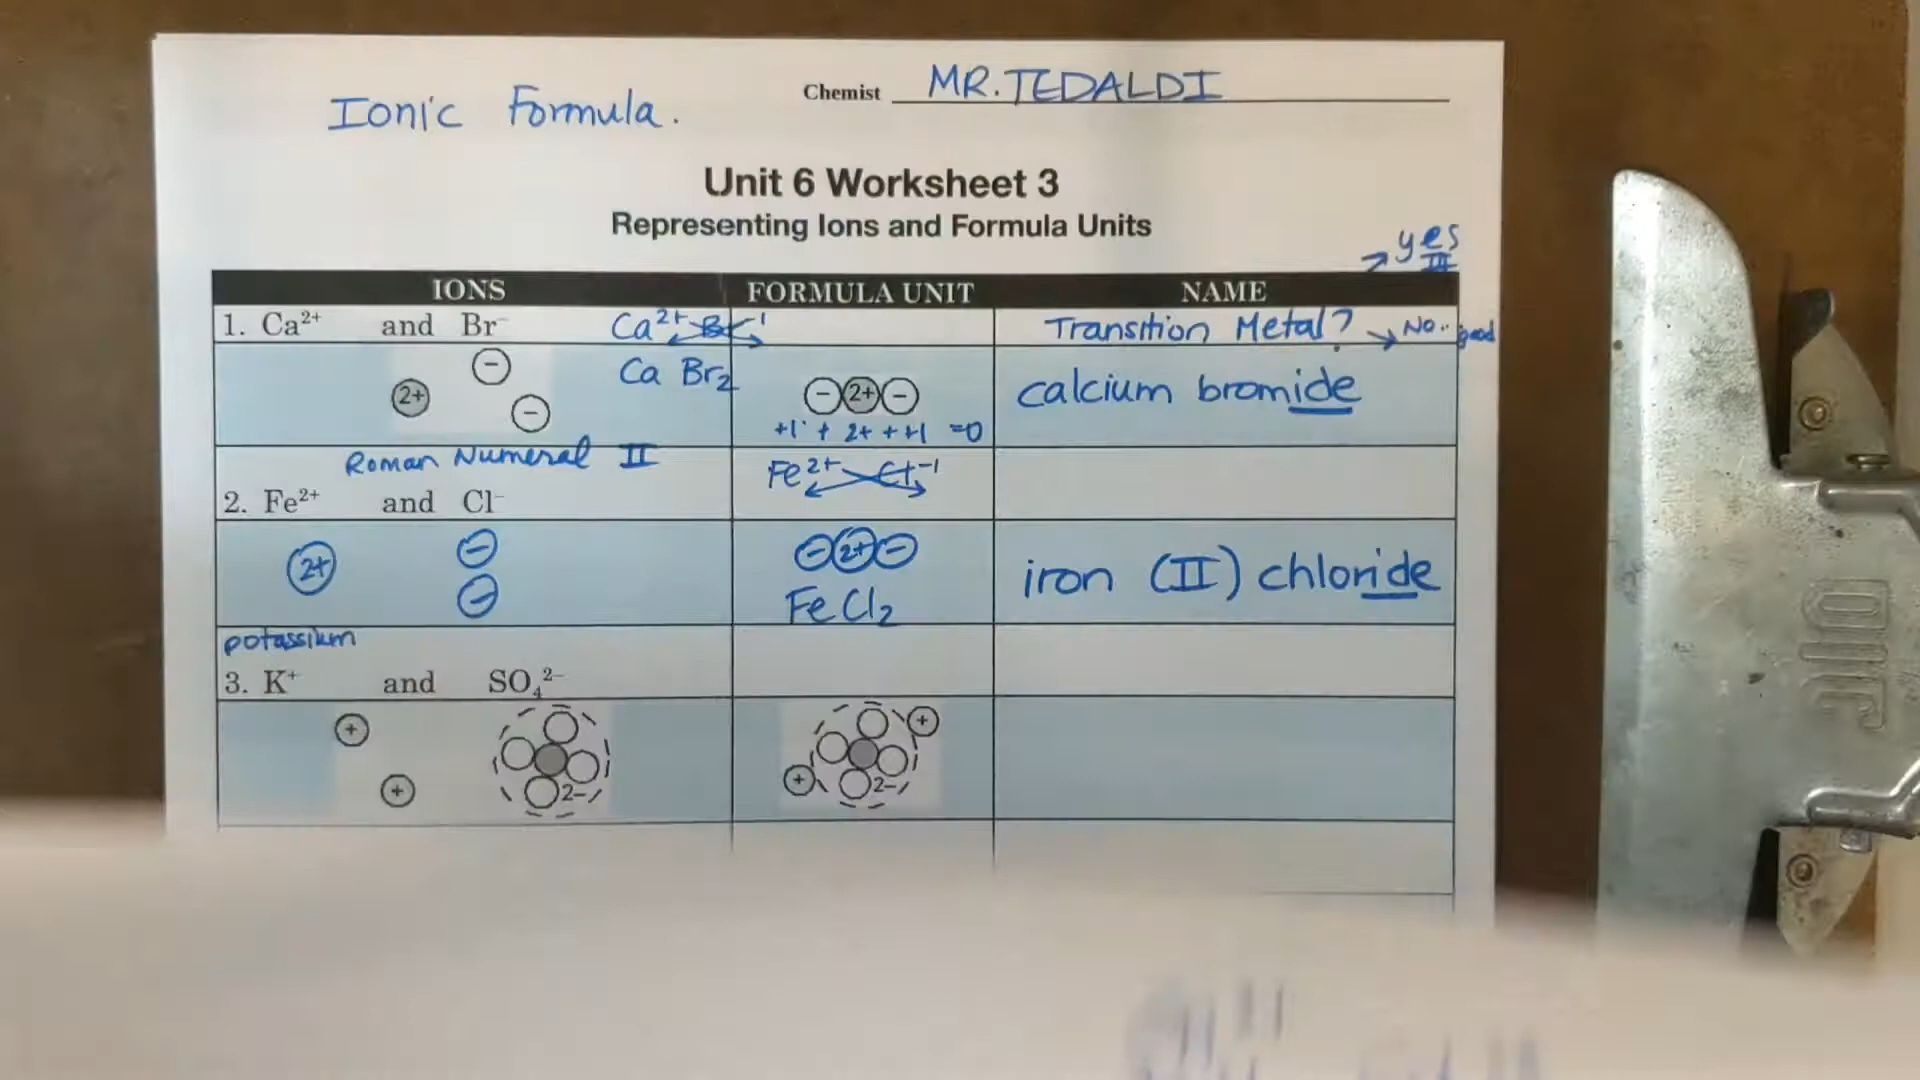 Ionic Formula.
Chemist MR. TEDALDI
Unit 6 Worksheet 3
Representing Ions and Formula Units
yes
II
IONS FORMULA UNIT NAME
1. Ca²⁺ and Br⁻ Ca²⁺ Br⁻¹ Transition Metal? No.. good
Ca Br₂
2+ − − − 2+ − calcium bromide
+1 + 2+ + +1 =0
Roman Numeral II
Fe²⁺ Cl⁻¹
2. Fe²⁺ and Cl⁻
2+ − − − 2+ − iron (II) chloride
FeCl₂
potassium
3. K⁺ and SO₄²⁻
+ + 2− + + 2−
OIC